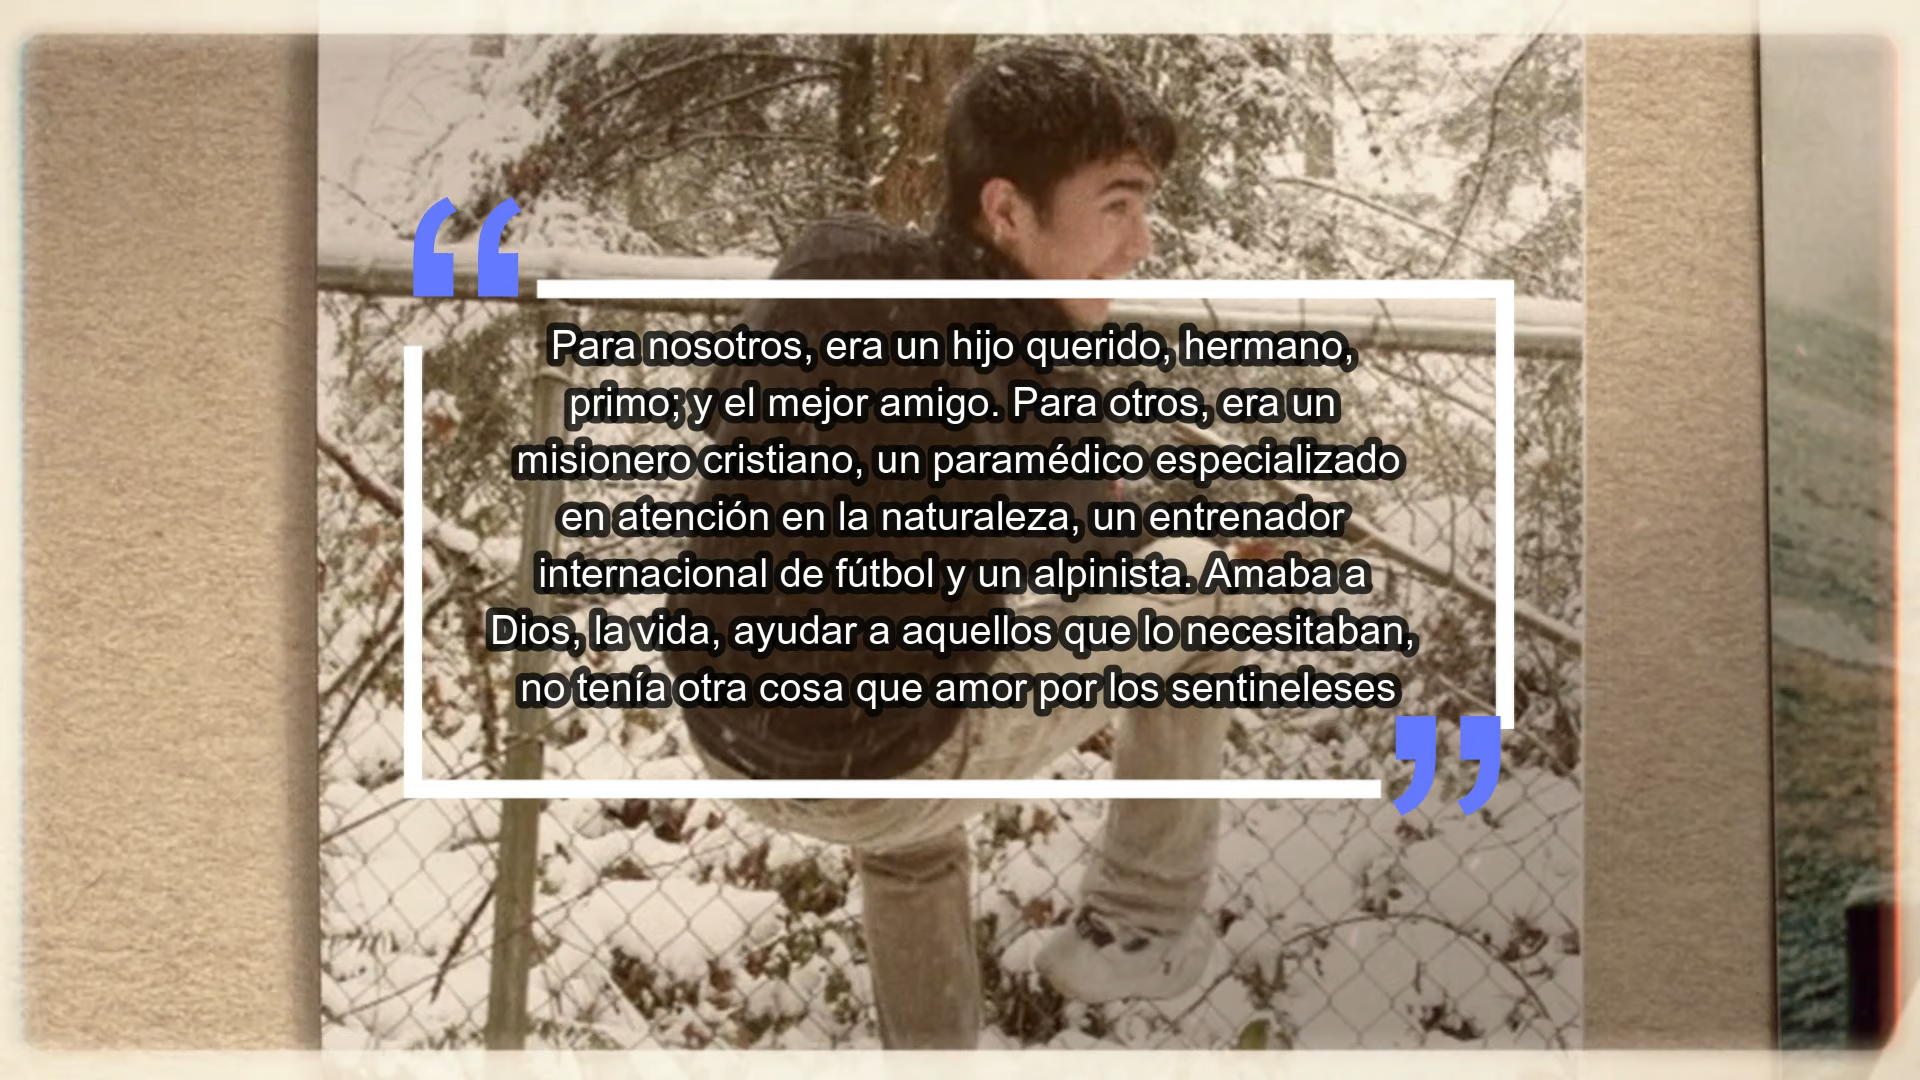 Para nosotros, era un hijo querido, hermano,
primo; y el mejor amigo. Para otros, era un
misionero cristiano, un paramédico especializado
en atención en la naturaleza, un entrenador
internacional de fútbol y un alpinista. Amaba a
Dios, la vida, ayudar a aquellos que lo necesitaban,
no tenía otra cosa que amor por los sentineleses